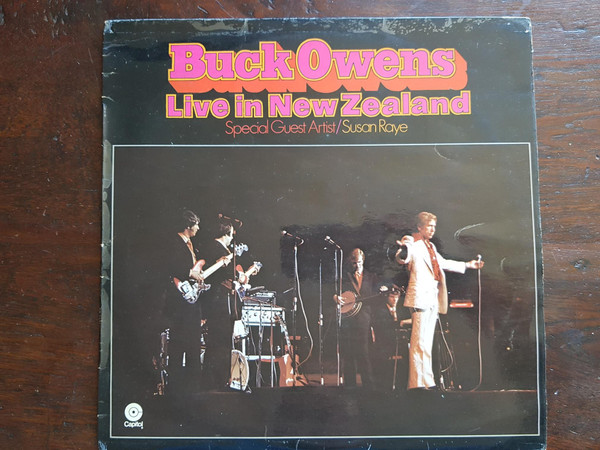 Buck Owens
Live in New Zealand
Special Guest Artist/Susan Raye
Capitol